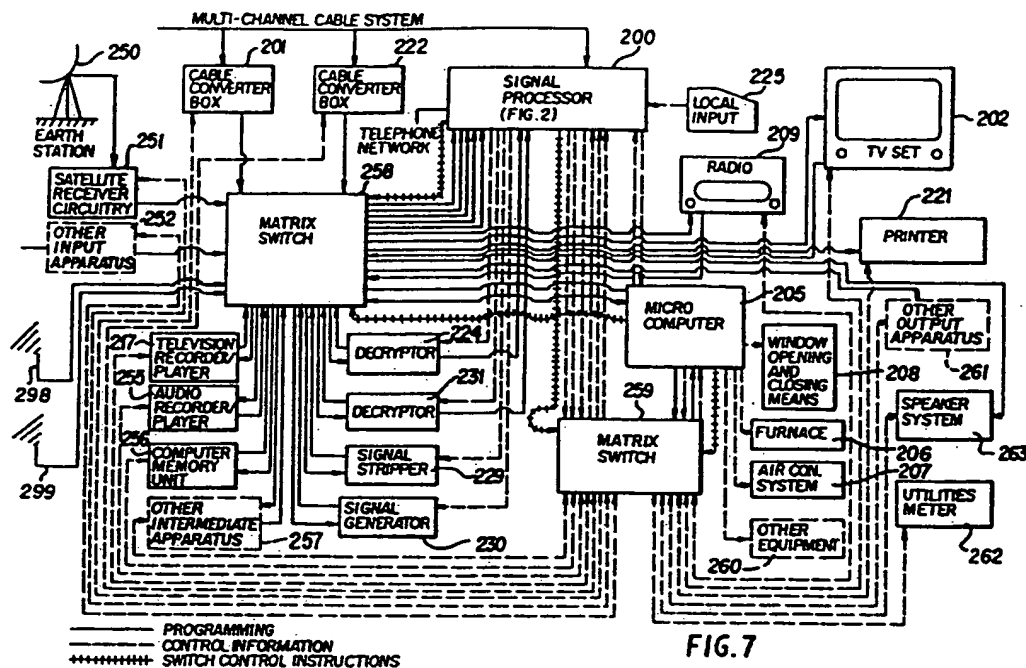 MULTI-CHANNEL CABLE SYSTEM
250
201
222
200
225
CABLE
CONVERTER
BOX
CABLE
CONVERTER
BOX
SIGNAL
PROCESSOR
(FIG.2)
LOCAL
INPUT
202
TV SET
EARTH
STATION
251
TELEPHONE
NETWORK
209
RADIO
SATELLITE
RECEIVER
CIRCUITRY
252
258
MATRIX
SWITCH
221
PRINTER
OTHER
INPUT
APPARATUS
205
MICRO
COMPUTER
OTHER
OUTPUT
APPARATUS
261
217
TELEVISION
RECORDER/
PLAYER
224
DECRYPTOR
WINDOW
OPENING
AND
CLOSING
MEANS
208
298
255
AUDIO
RECORDER/
PLAYER
231
DECRYPTOR
259
MATRIX
SWITCH
SPEAKER
SYSTEM
263
FURNACE
206
299
256
COMPUTER
MEMORY
UNIT
SIGNAL
STRIPPER
229
AIR CON.
SYSTEM
207
UTILITIES
METER
262
OTHER
INTERMEDIATE
APPARATUS
257
SIGNAL
GENERATOR
230
OTHER
EQUIPMENT
260
PROGRAMMING
CONTROL INFORMATION
SWITCH CONTROL INSTRUCTIONS
FIG.7